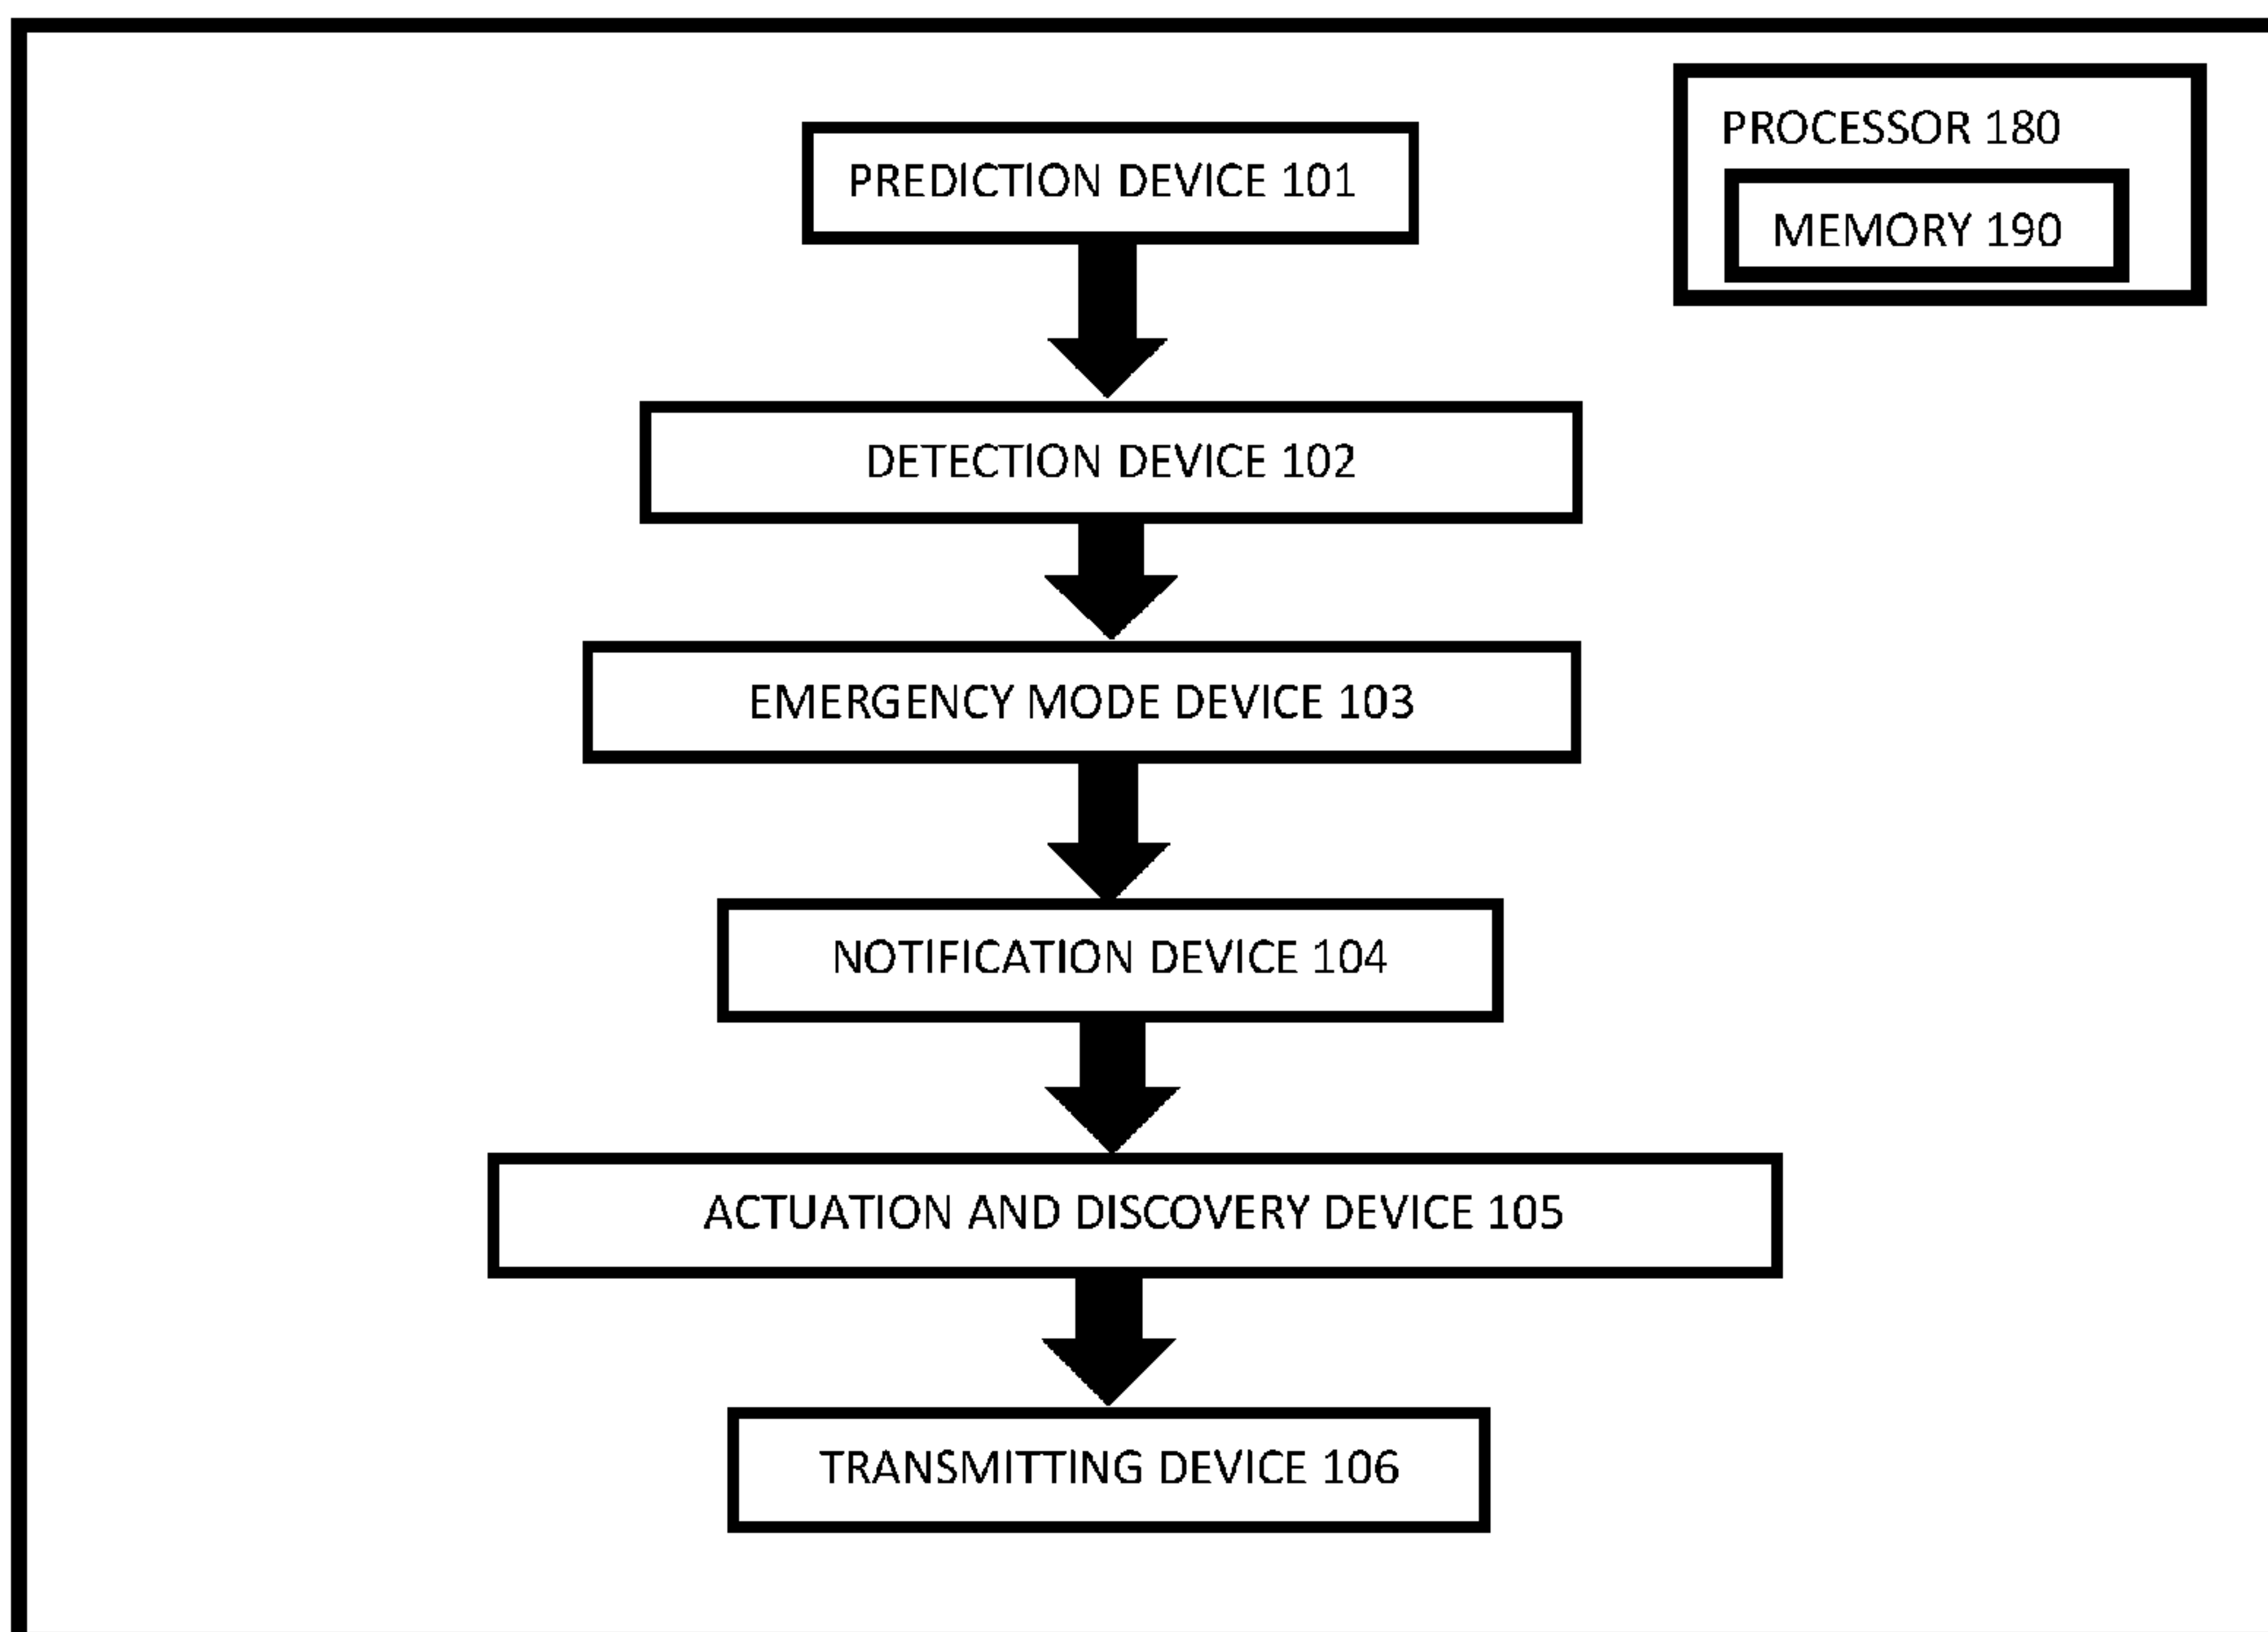 PROCESSOR 180
MEMORY 190
PREDICTION DEVICE 101
DETECTION DEVICE 102
EMERGENCY MODE DEVICE 103
NOTIFICATION DEVICE 104
ACTUATION AND DISCOVERY DEVICE 105
TRANSMITTING DEVICE 106